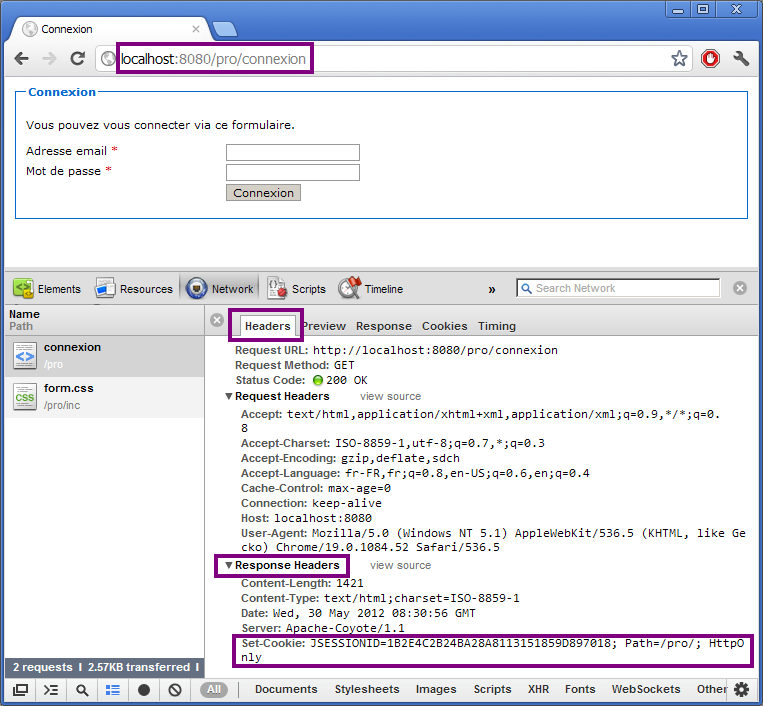 Connexion
localhost:8080/pro/connexion
Connexion
Vous pouvez vous connecter via ce formulaire.
Adresse email *
Mot de passe *
Connexion
Elements Resources Network Scripts Timeline » Search Network
Name
Path
Headers Preview Response Cookies Timing
connexion
/pro
form.css
/pro/inc
Request URL: http://localhost:8080/pro/connexion
Request Method: GET
Status Code: 200 OK
Request Headers view source
Accept: text/html,application/xhtml+xml,application/xml;q=0.9,*/*;q=0.
8
Accept-Charset: ISO-8859-1,utf-8;q=0.7,*;q=0.3
Accept-Encoding: gzip,deflate,sdch
Accept-Language: fr-FR,fr;q=0.8,en-US;q=0.6,en;q=0.4
Cache-Control: max-age=0
Connection: keep-alive
Host: localhost:8080
User-Agent: Mozilla/5.0 (Windows NT 5.1) AppleWebKit/536.5 (KHTML, like Ge
cko) Chrome/19.0.1084.52 Safari/536.5
Response Headers view source
Content-Length: 1421
Content-Type: text/html;charset=ISO-8859-1
Date: Wed, 30 May 2012 08:30:56 GMT
Server: Apache-Coyote/1.1
Set-Cookie: JSESSIONID=1B2E4C2B24BA28A8113151859D897018; Path=/pro/; HttpO
nly
2 requests | 2.57KB transferred |
All Documents Stylesheets Images Scripts XHR Fonts WebSockets Other